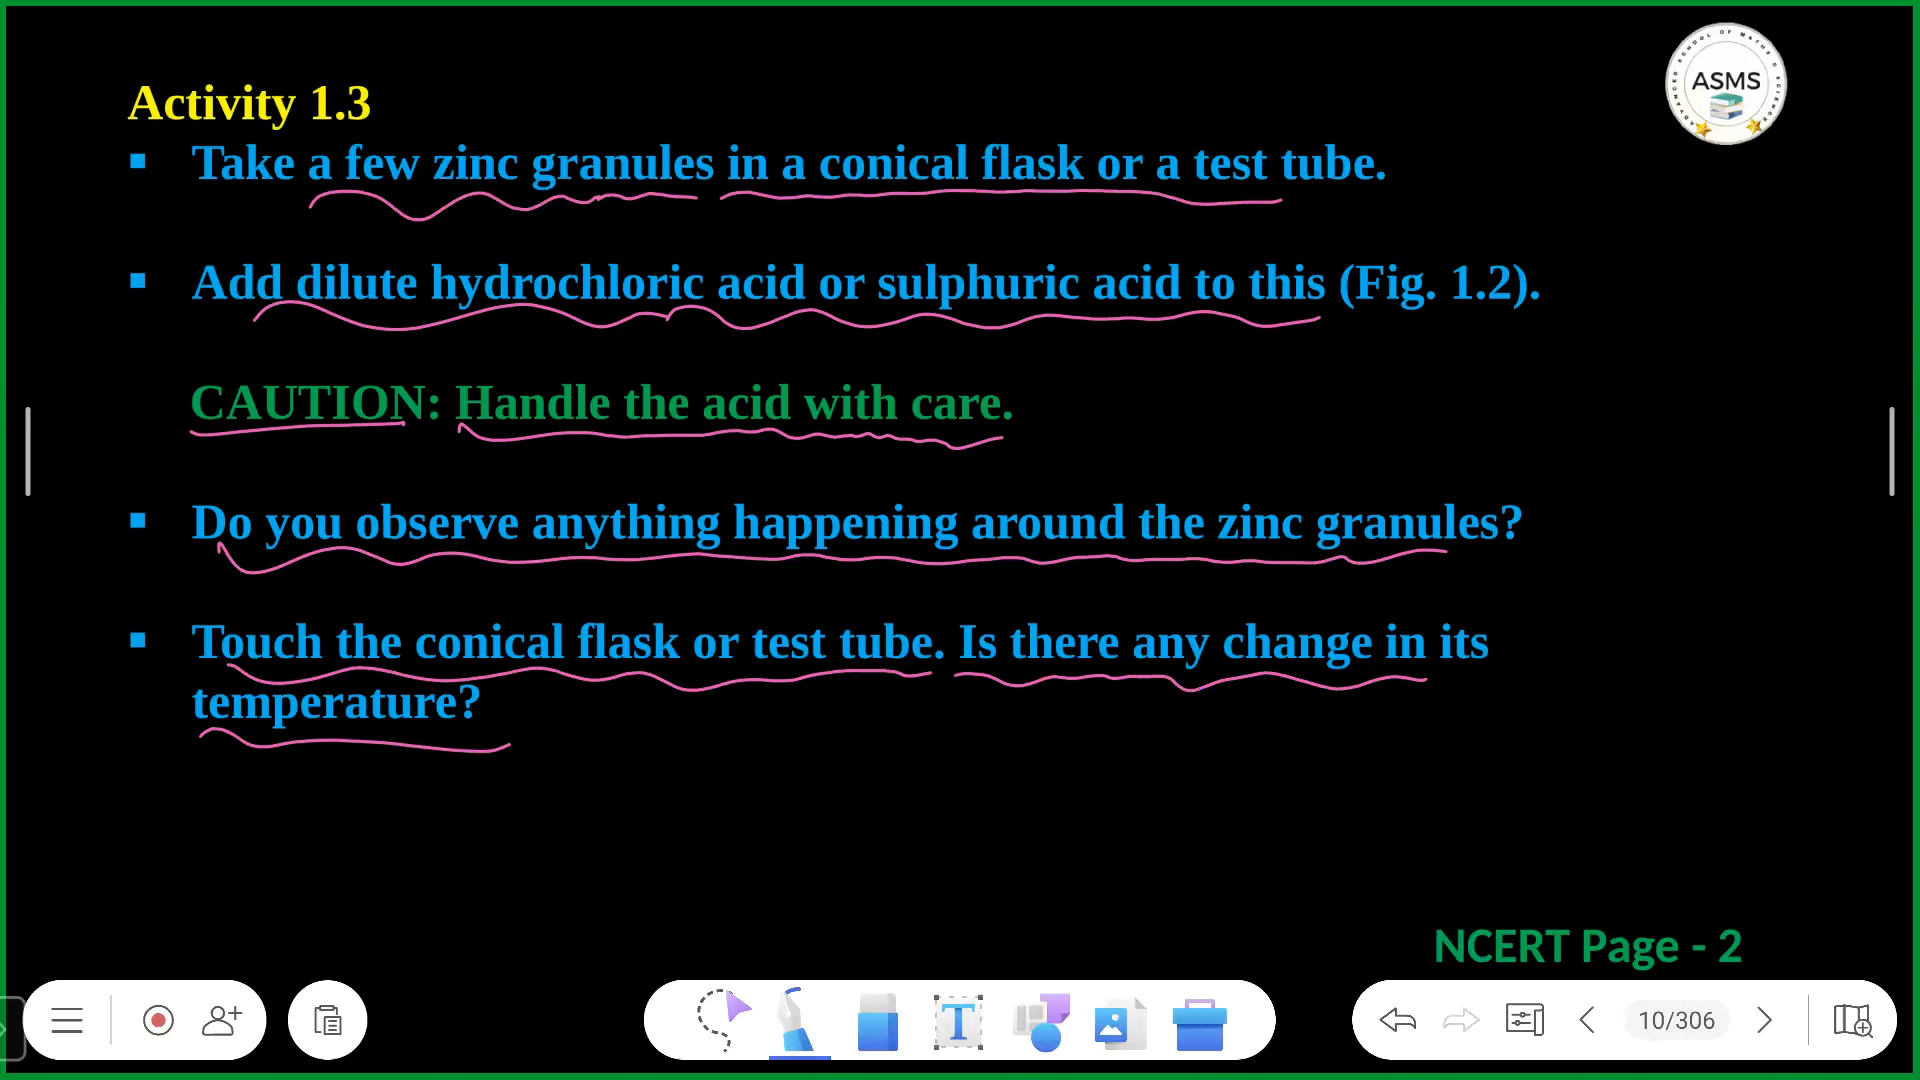 Activity 1.3
▪ Take a few zinc granules in a conical flask or a test tube.
▪ Add dilute hydrochloric acid or sulphuric acid to this (Fig. 1.2).
CAUTION: Handle the acid with care.
▪ Do you observe anything happening around the zinc granules?
▪ Touch the conical flask or test tube. Is there any change in its
temperature?
ASMS
NCERT Page - 2
T
10/306